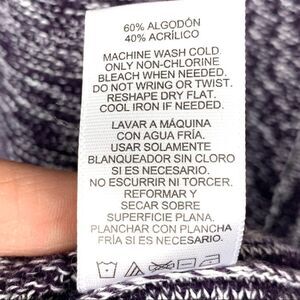 60% ALGODÓN
40% ACRÍLICO
MACHINE WASH COLD.
ONLY NON-CHLORINE
BLEACH WHEN NEEDED.
DO NOT WRING OR TWIST.
RESHAPE DRY FLAT.
COOL IRON IF NEEDED.
LAVAR A MÁQUINA
CON AGUA FRÍA.
USAR SOLAMENTE
BLANQUEADOR SIN CLORO
SI ES NECESARIO.
NO ESCURRIR NI TORCER.
REFORMAR Y
SECAR SOBRE
SUPERFICIE PLANA.
PLANCHAR CON PLANCHA
FRÍA SI ES NECESARIO.